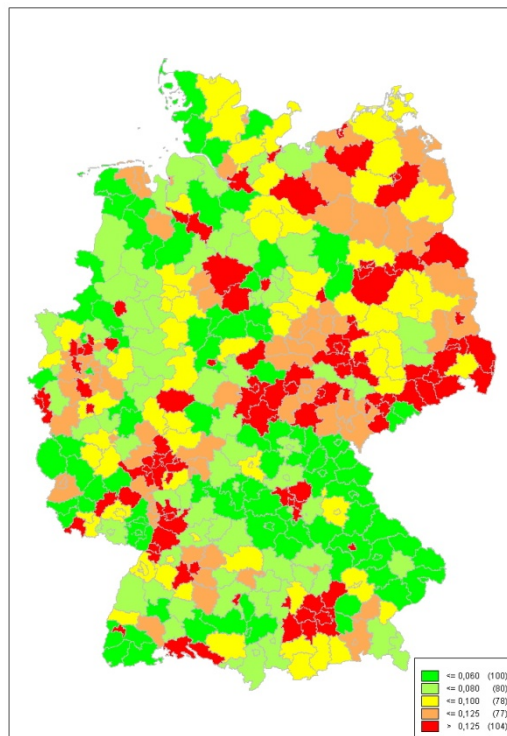 <= 0,060 (100)
<= 0,080 (80)
<= 0,100 (78)
<= 0,125 (77)
> 0,125 (104)